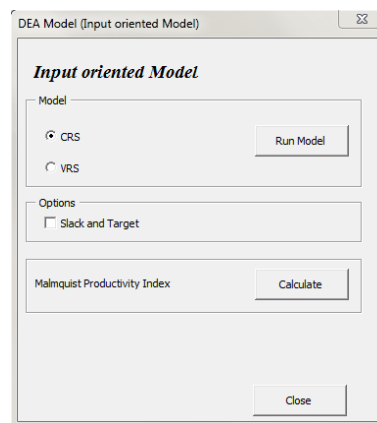 DEA Model (Input oriented Model)
Input oriented Model
Model
CRS
Run Model
VRS
Options
Slack and Target
Malmquist Productivity Index
Calculate
Close